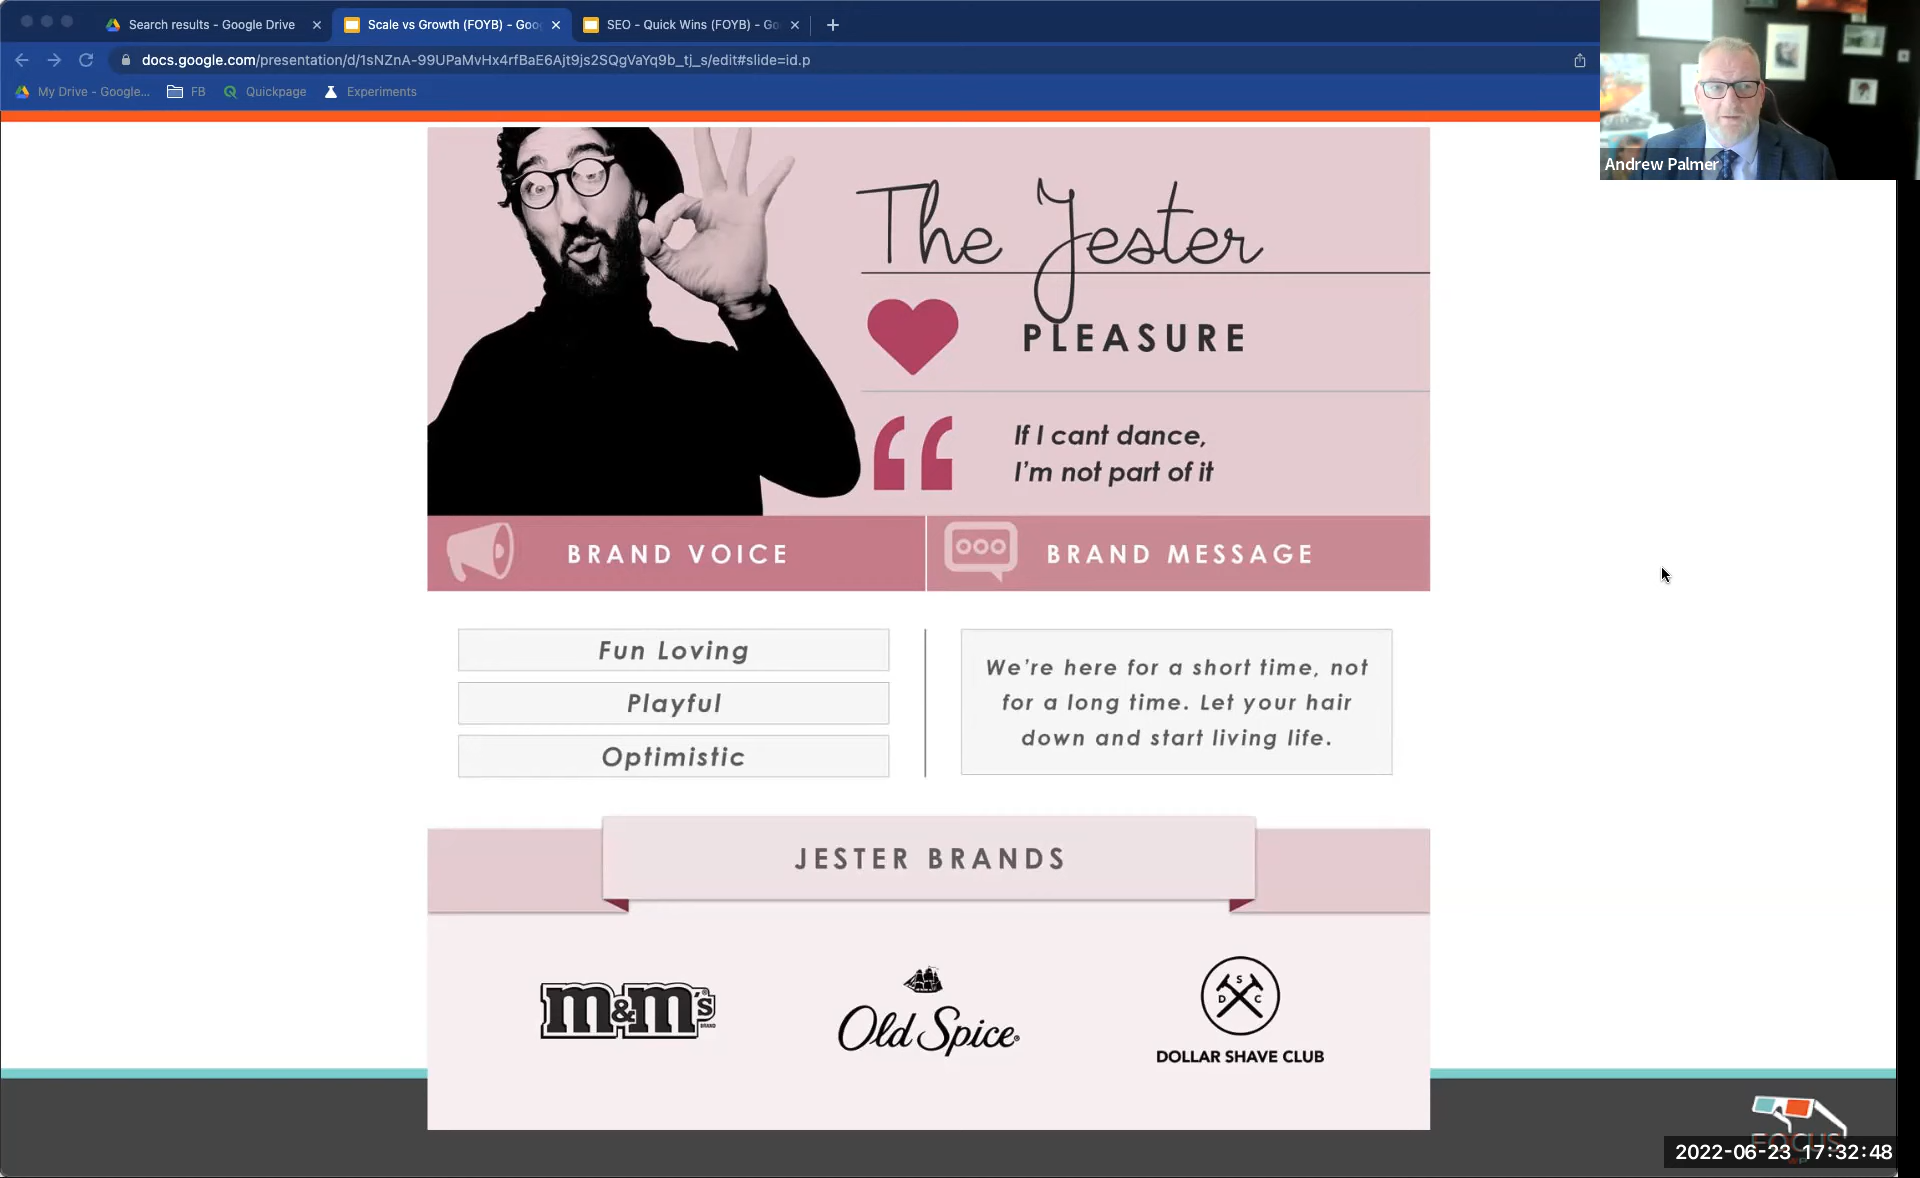 Search results - Google Drive
Scale vs Growth (FOYB) - Goo
SEO - Quick Wins (FOYB) - Go
docs.google.com/presentation/d/1sNZnA-99UPaMvHx4rfBaE6Ajt9js2SQgVaYq9b_tj_s/edit#slide=id.p
My Drive - Google...
FB
Quickpage
Experiments
Andrew Palmer
The Jester
PLEASURE
If I cant dance,
I'm not part of it
BRAND VOICE
BRAND MESSAGE
Fun Loving
Playful
Optimistic
We're here for a short time, not
for a long time. Let your hair
down and start living life.
JESTER BRANDS
m&m's
BRAND
Old Spice
D S C
DOLLAR SHAVE CLUB
FOCUS
WP
2022-06-23 17:32:48